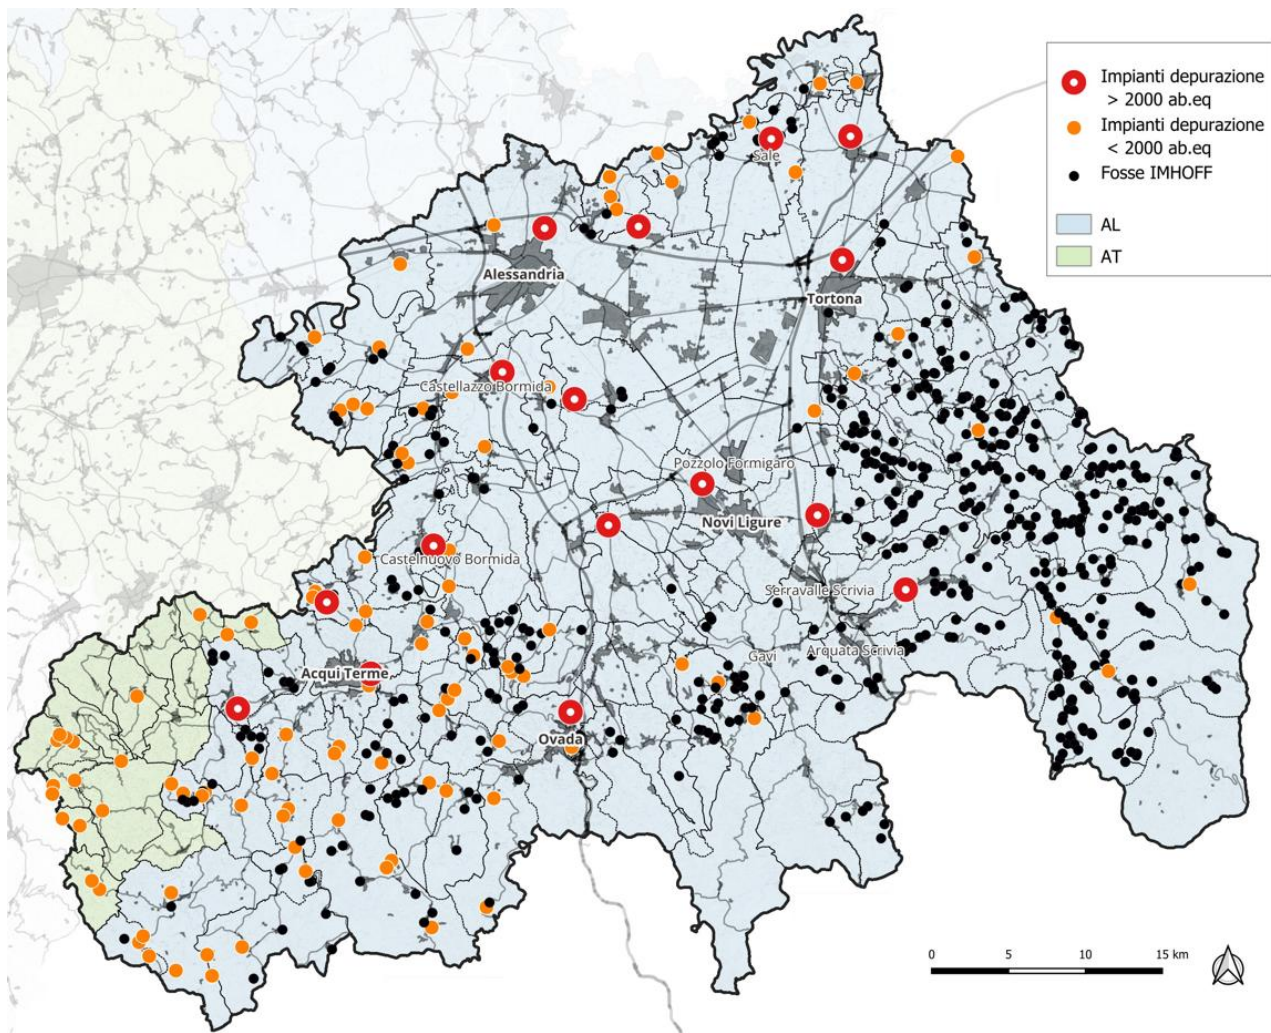 Impianti depurazione
> 2000 ab.eq
Impianti depurazione
< 2000 ab.eq
Fosse IMHOFF
AL
AT
Sale
Alessandria
Tortona
Castellazzo Bormida
Pozzolo Formigaro
Novi Ligure
Castelnuovo Bormida
Serravalle Scrivia
Gavi
Arquata Scrivia
Acqui Terme
Ovada
0 5 10 15 km